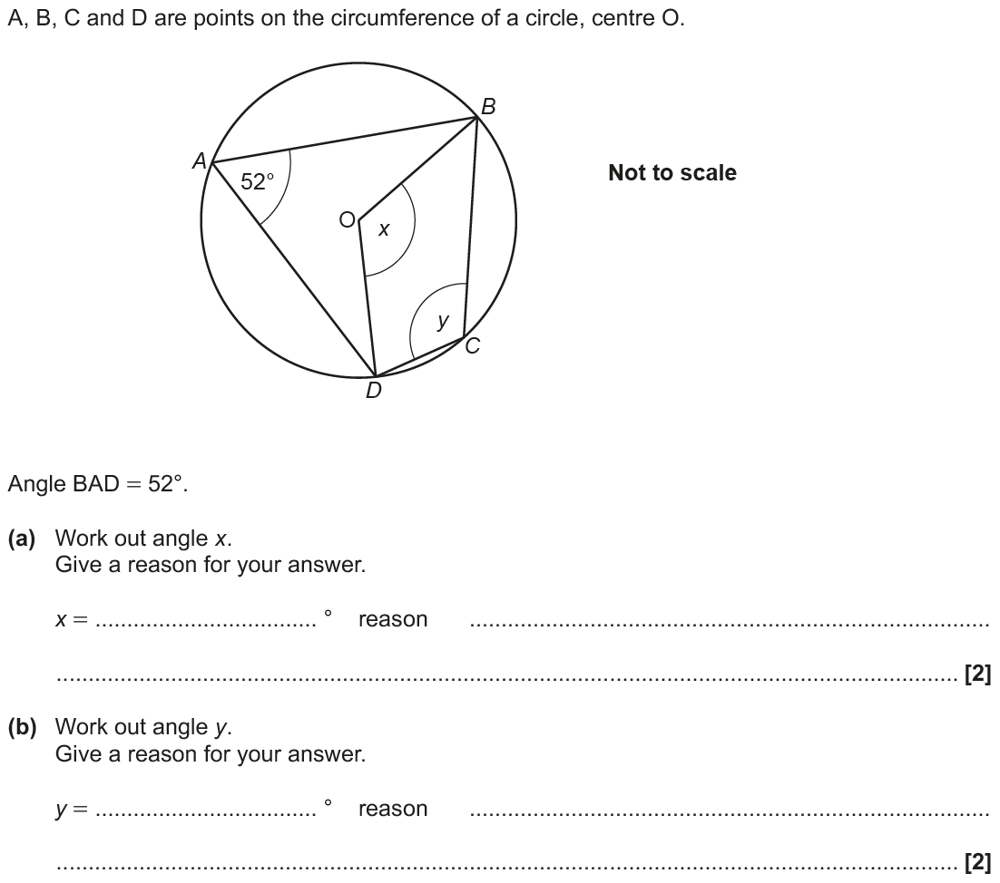 A, B, C and D are points on the circumference of a circle, centre O.
B
A
52°
Not to scale
O
x
y
C
D
Angle BAD = 52°.
(a) Work out angle x.
Give a reason for your answer.
x = ................................... ° reason ..................................................................................
.............................................................................................................................................. [2]
(b) Work out angle y.
Give a reason for your answer.
y = ................................... ° reason ..................................................................................
.............................................................................................................................................. [2]